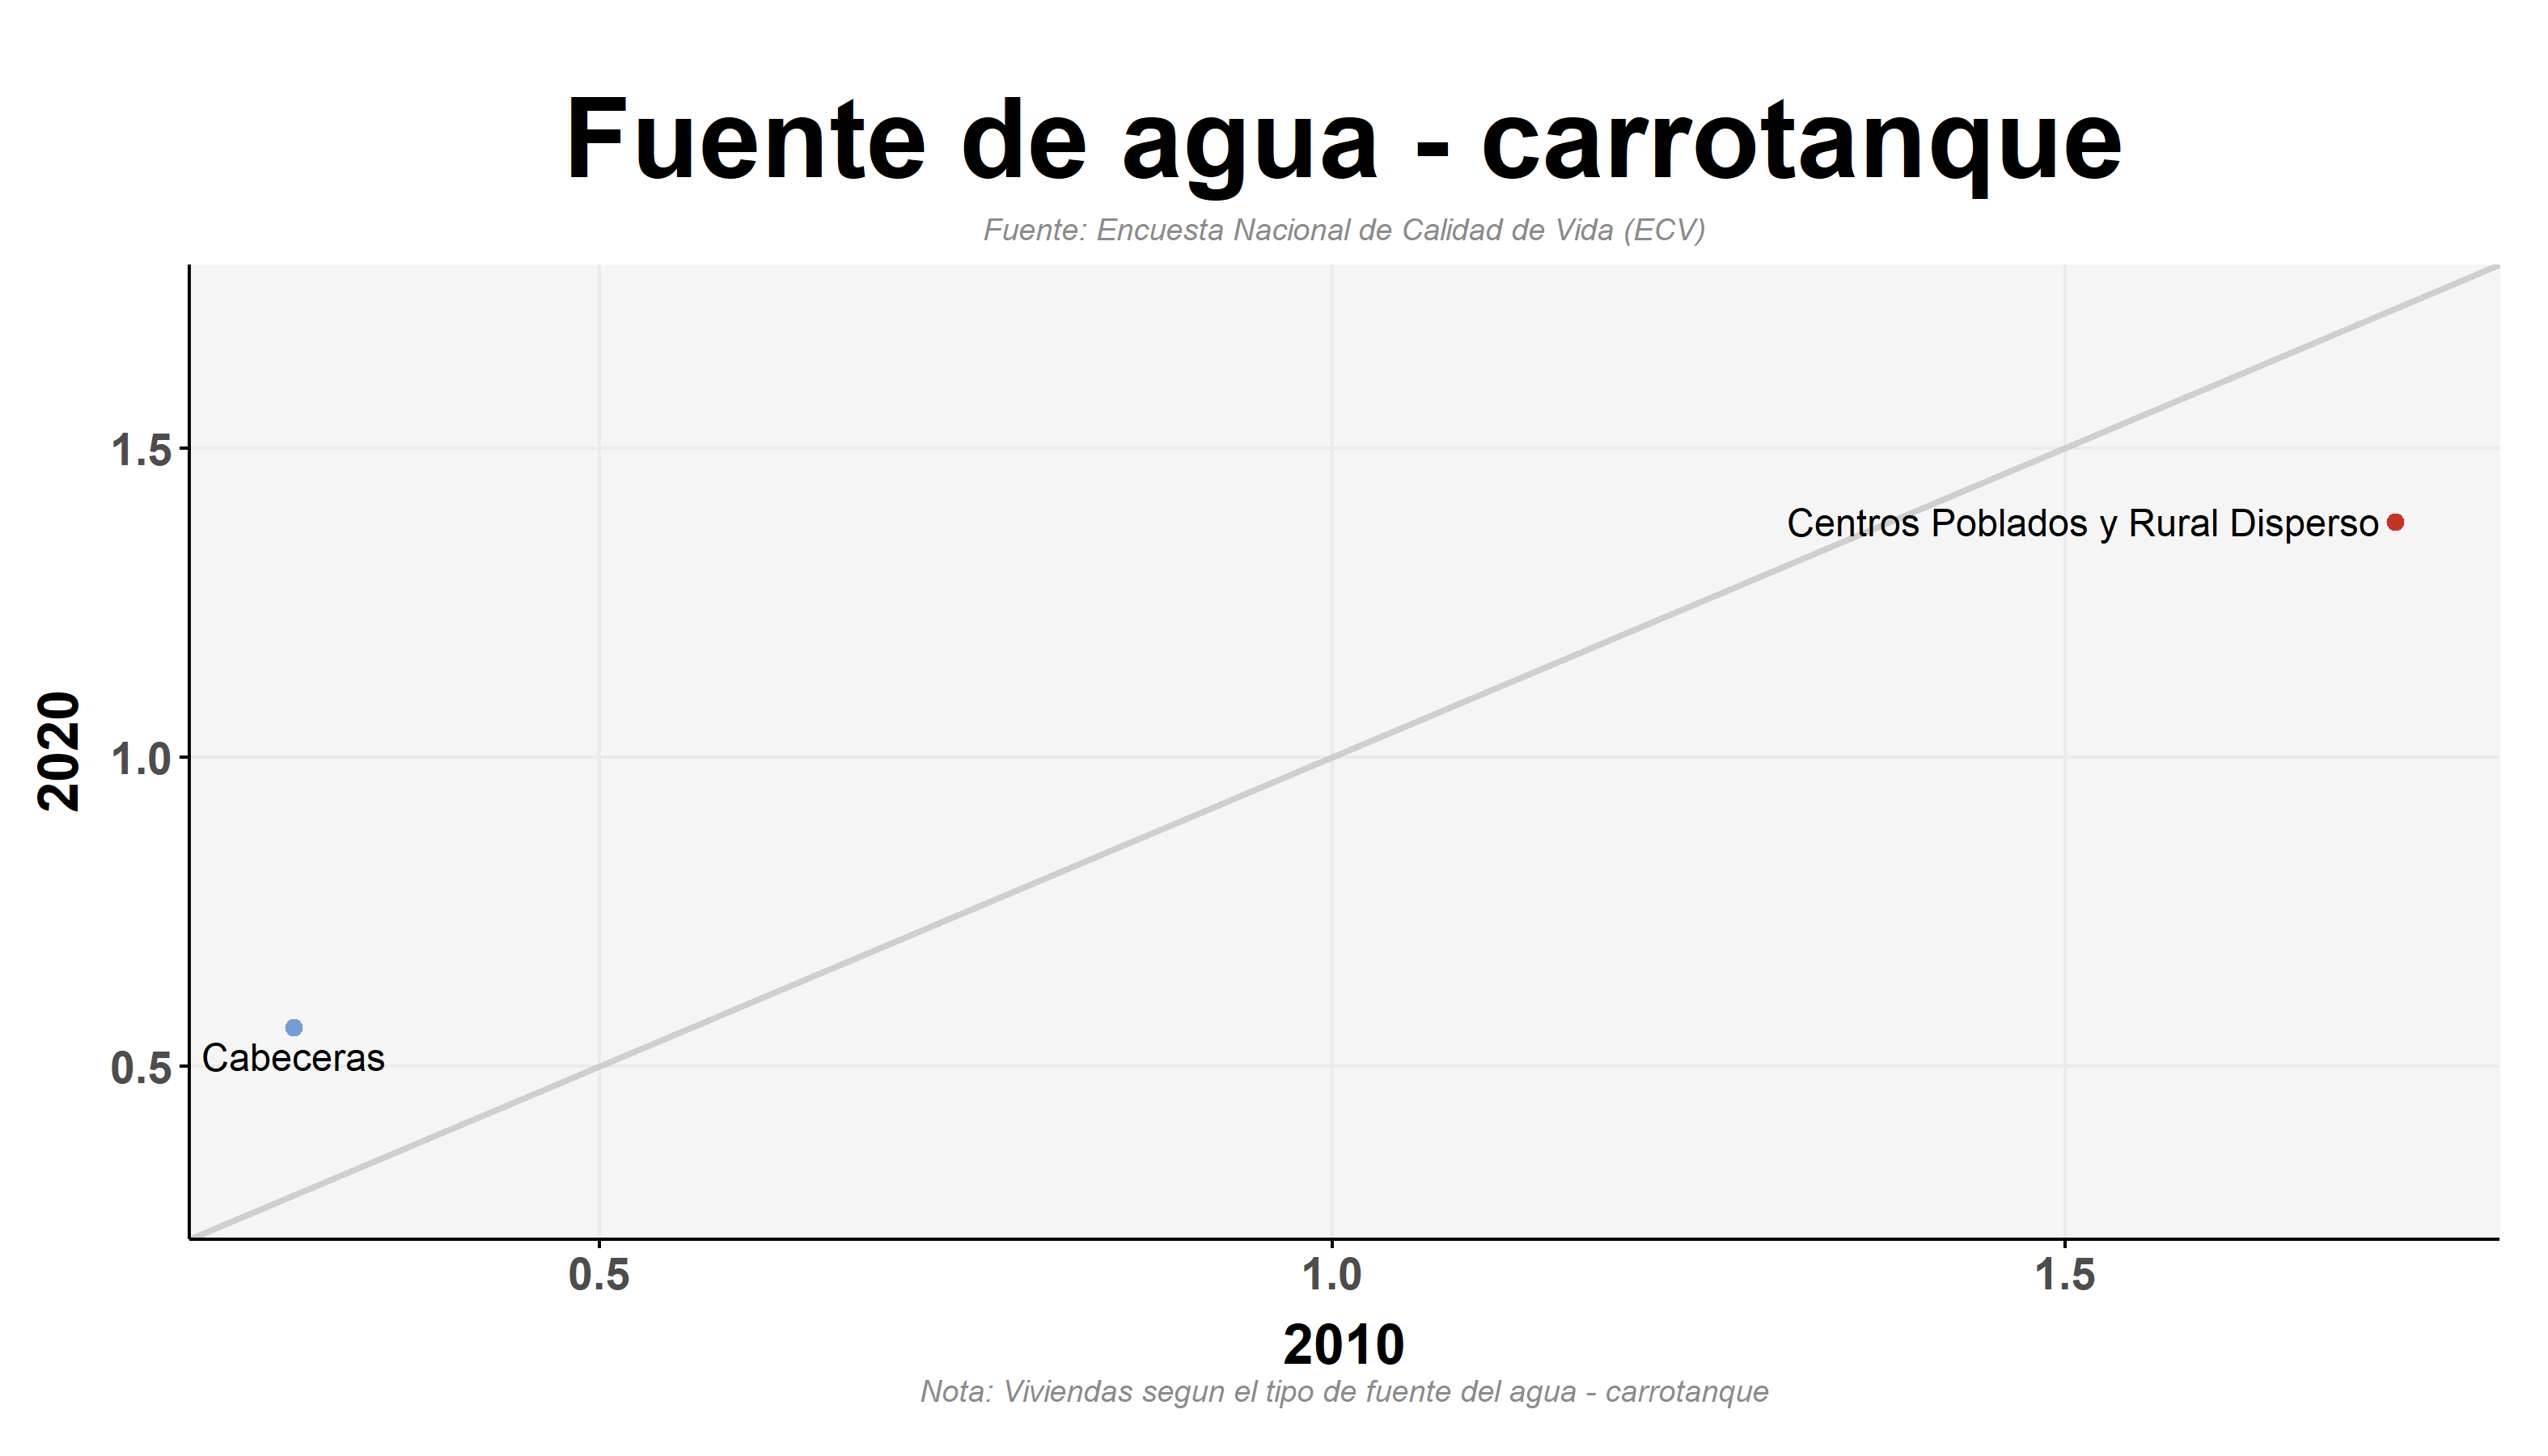 Fuente de agua - carrotanque
Fuente: Encuesta Nacional de Calidad de Vida (ECV)
2020
1.5
1.0
0.5
Centros Poblados y Rural Disperso
Cabeceras
0.5 1.0 1.5
2010
Nota: Viviendas segun el tipo de fuente del agua - carrotanque